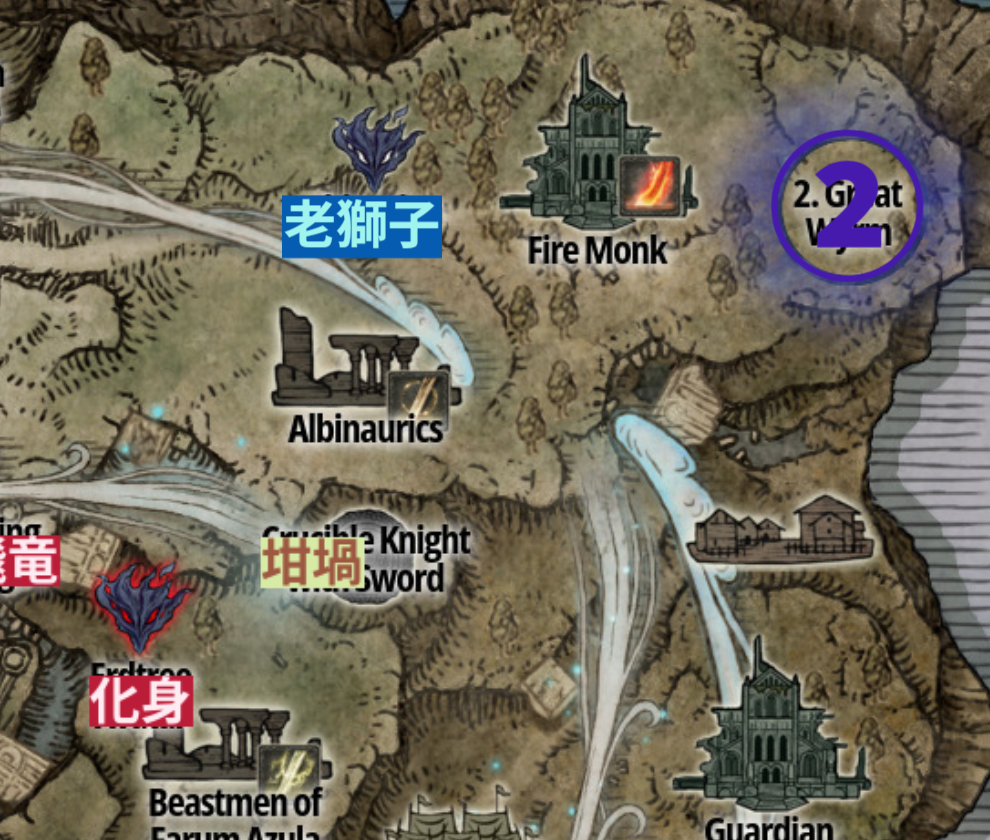 老獅子
Fire Monk
2
2. Great
Wyrm
Albinaurics
Crucible Knight
坩堝
Sword
竜
Erdtree
化身
Beastmen of
Farum Azula
Guardian